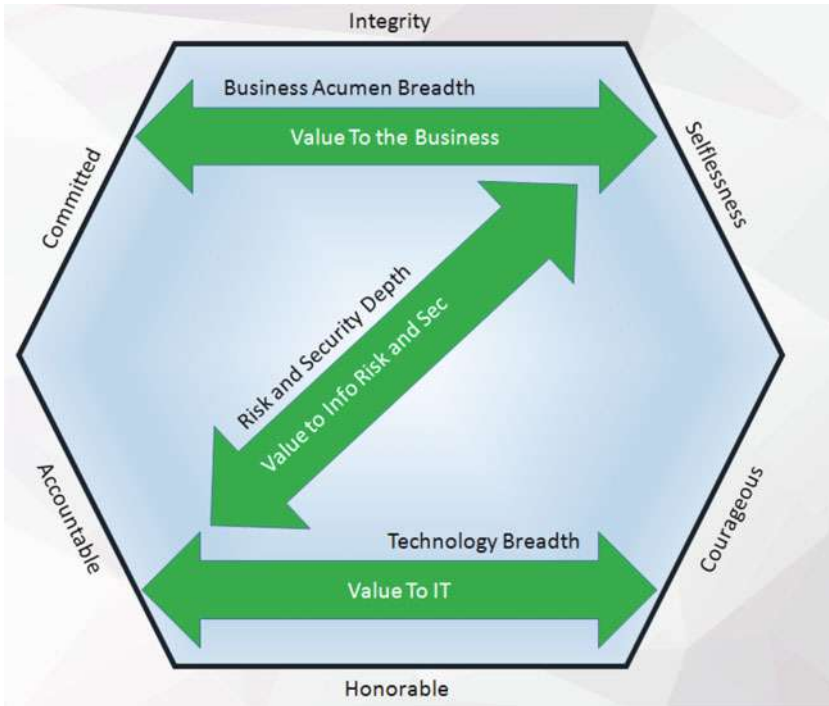 Integrity
Business Acumen Breadth
Value To the Business
Committed
Selflessness
Risk and Security Depth
Value to Info Risk and Sec
Accountable
Courageous
Technology Breadth
Value To IT
Honorable